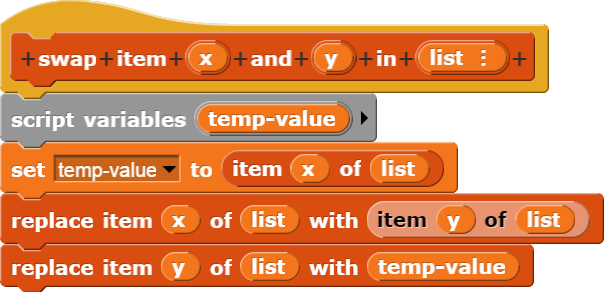 +swap+item+ x +and+ y +in+ list ⋮ +
script variables temp-value
set temp-value to item x of list
replace item x of list with item y of list
replace item y of list with temp-value